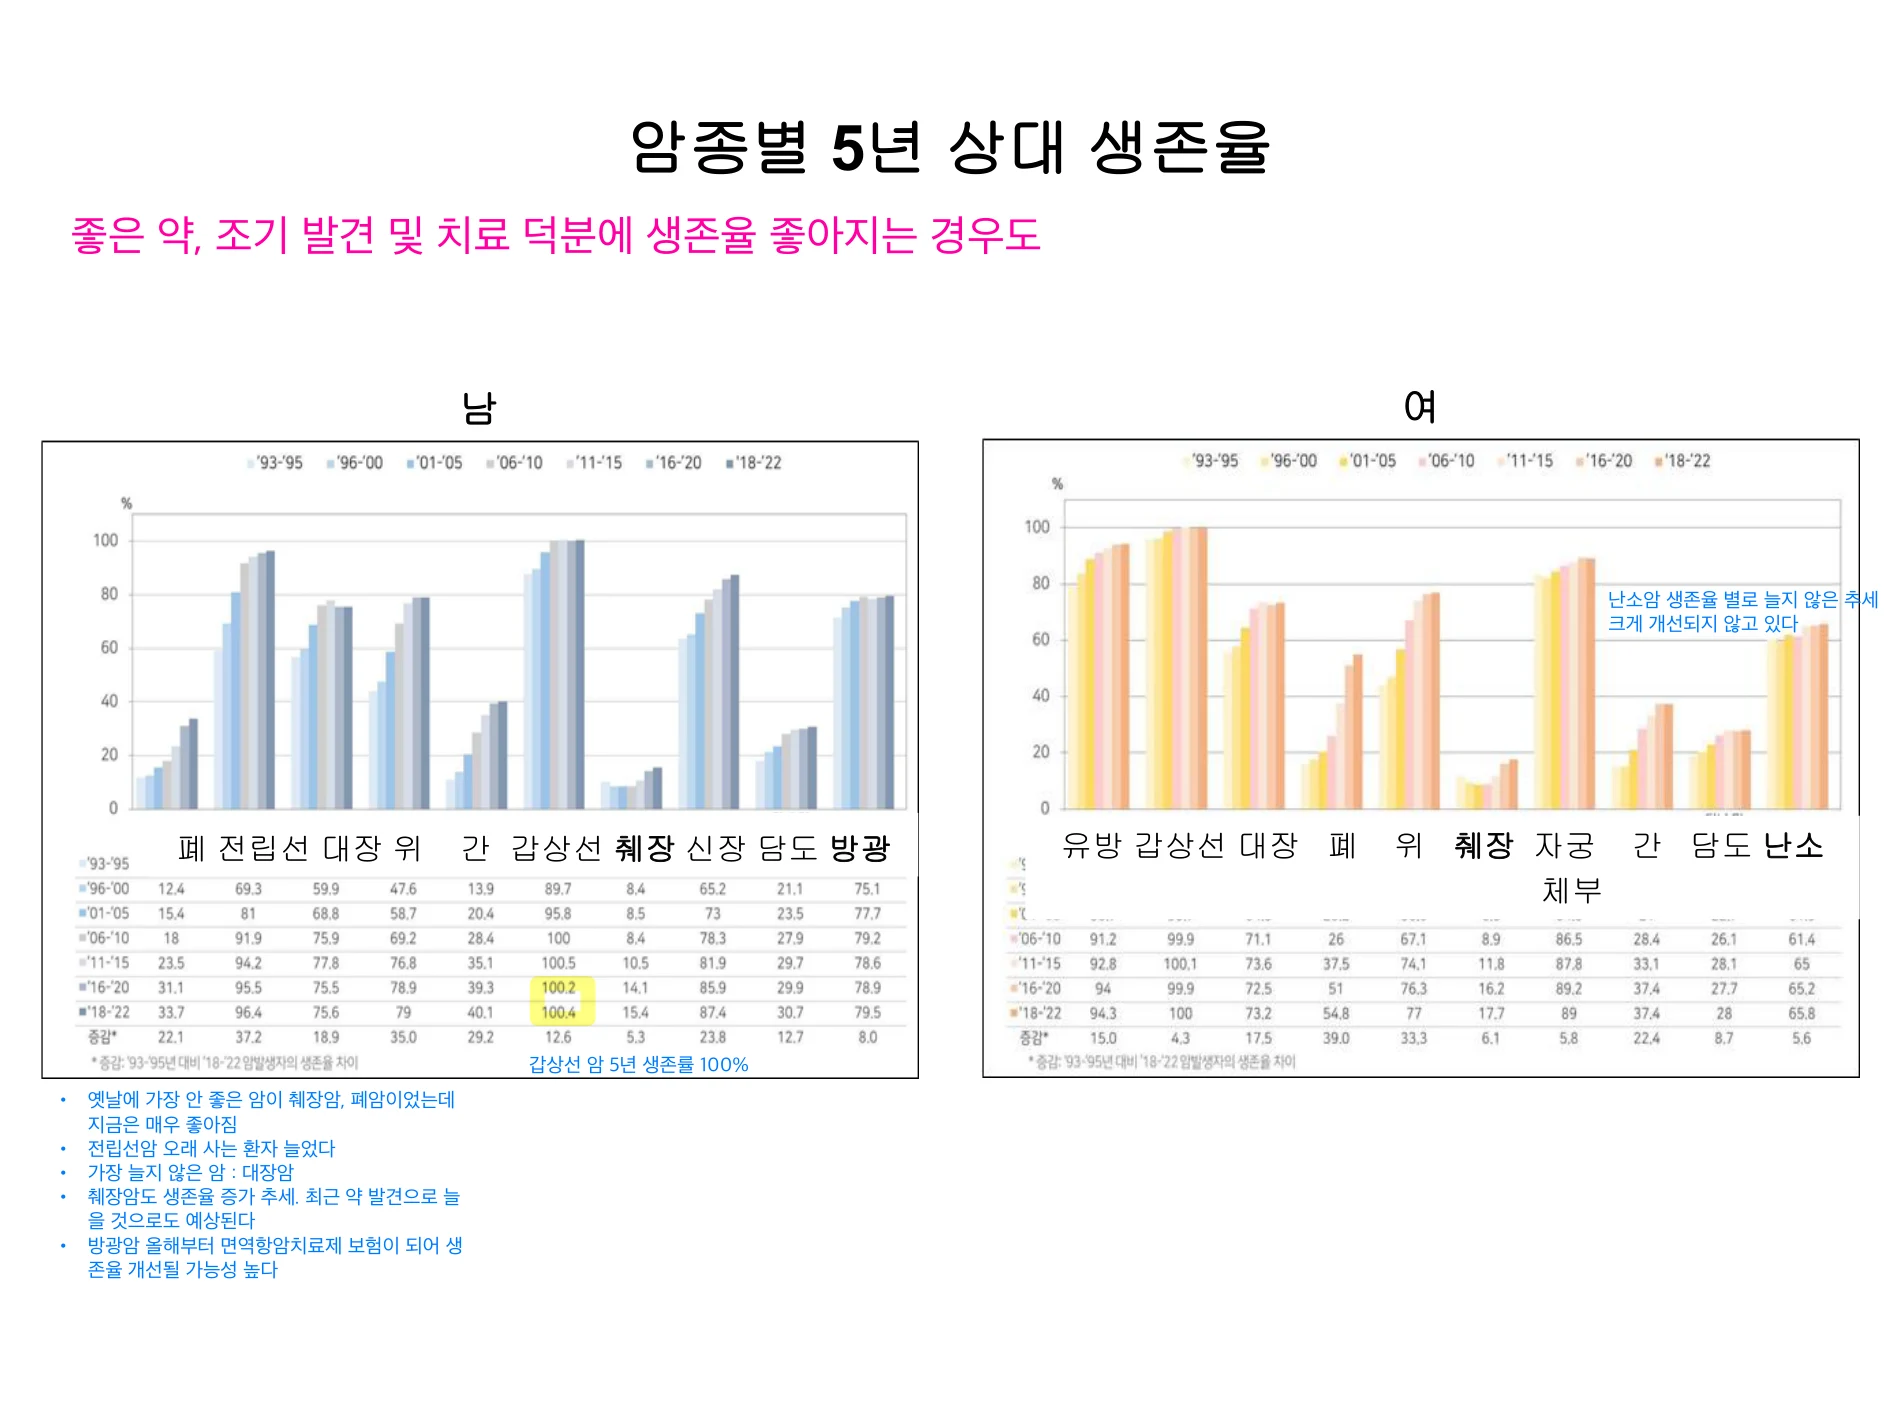 암종별 5년 상대 생존율
좋은 약, 조기 발견 및 치료 덕분에 생존율 좋아지는 경우도
남
'93-'95 '96-'00 '01-'05 '06-'10 '11-'15 '16-'20 '18-'22
%
100
80
60
40
20
0
폐 전립선 대장 위 간 갑상선 췌장 신장 담도 방광
'93-'95
'96-'00 12.4 69.3 59.9 47.6 13.9 89.7 8.4 65.2 21.1 75.1
'01-'05 15.4 81 68.8 58.7 20.4 95.8 8.5 73 23.5 77.7
'06-'10 18 91.9 75.9 69.2 28.4 100 8.4 78.3 27.9 79.2
'11-'15 23.5 94.2 77.8 76.8 35.1 100.5 10.5 81.9 29.7 78.6
'16-'20 31.1 95.5 75.5 78.9 39.3 100.2 14.1 85.9 29.9 78.9
'18-'22 33.7 96.4 75.6 79 40.1 100.4 15.4 87.4 30.7 79.5
증감* 22.1 37.2 18.9 35.0 29.2 12.6 5.3 23.8 12.7 8.0
* 증감: '93-'95년 대비 '18-'22 암발생자의 생존율 차이
갑상선 암 5년 생존률 100%
• 옛날에 가장 안 좋은 암이 췌장암, 폐암이었는데
지금은 매우 좋아짐
• 전립선암 오래 사는 환자 늘었다
• 가장 늘지 않은 암 : 대장암
• 췌장암도 생존율 증가 추세. 최근 약 발견으로 늘
을 것으로도 예상된다
• 방광암 올해부터 면역항암치료제 보험이 되어 생
존율 개선될 가능성 높다
여
'93-'95 '96-'00 '01-'05 '06-'10 '11-'15 '16-'20 '18-'22
%
100
80
60
40
20
0
난소암 생존율 별로 늘지 않은 추세
크게 개선되지 않고 있다
유방 갑상선 대장 폐 위 췌장 자궁 간 담도 난소
체부
'06-'10 91.2 99.9 71.1 26 67.1 8.9 86.5 28.4 26.1 61.4
'11-'15 92.8 100.1 73.6 37.5 74.1 11.8 87.8 33.1 28.1 65
'16-'20 94 99.9 72.5 51 76.3 16.2 89.2 37.4 27.7 65.2
'18-'22 94.3 100 73.2 54.8 77 17.7 89 37.4 28 65.8
증감* 15.0 4.3 17.5 39.0 33.3 6.1 5.8 22.4 8.7 5.6
* 증감: '93-'95년 대비 '18-'22 암발생자의 생존율 차이